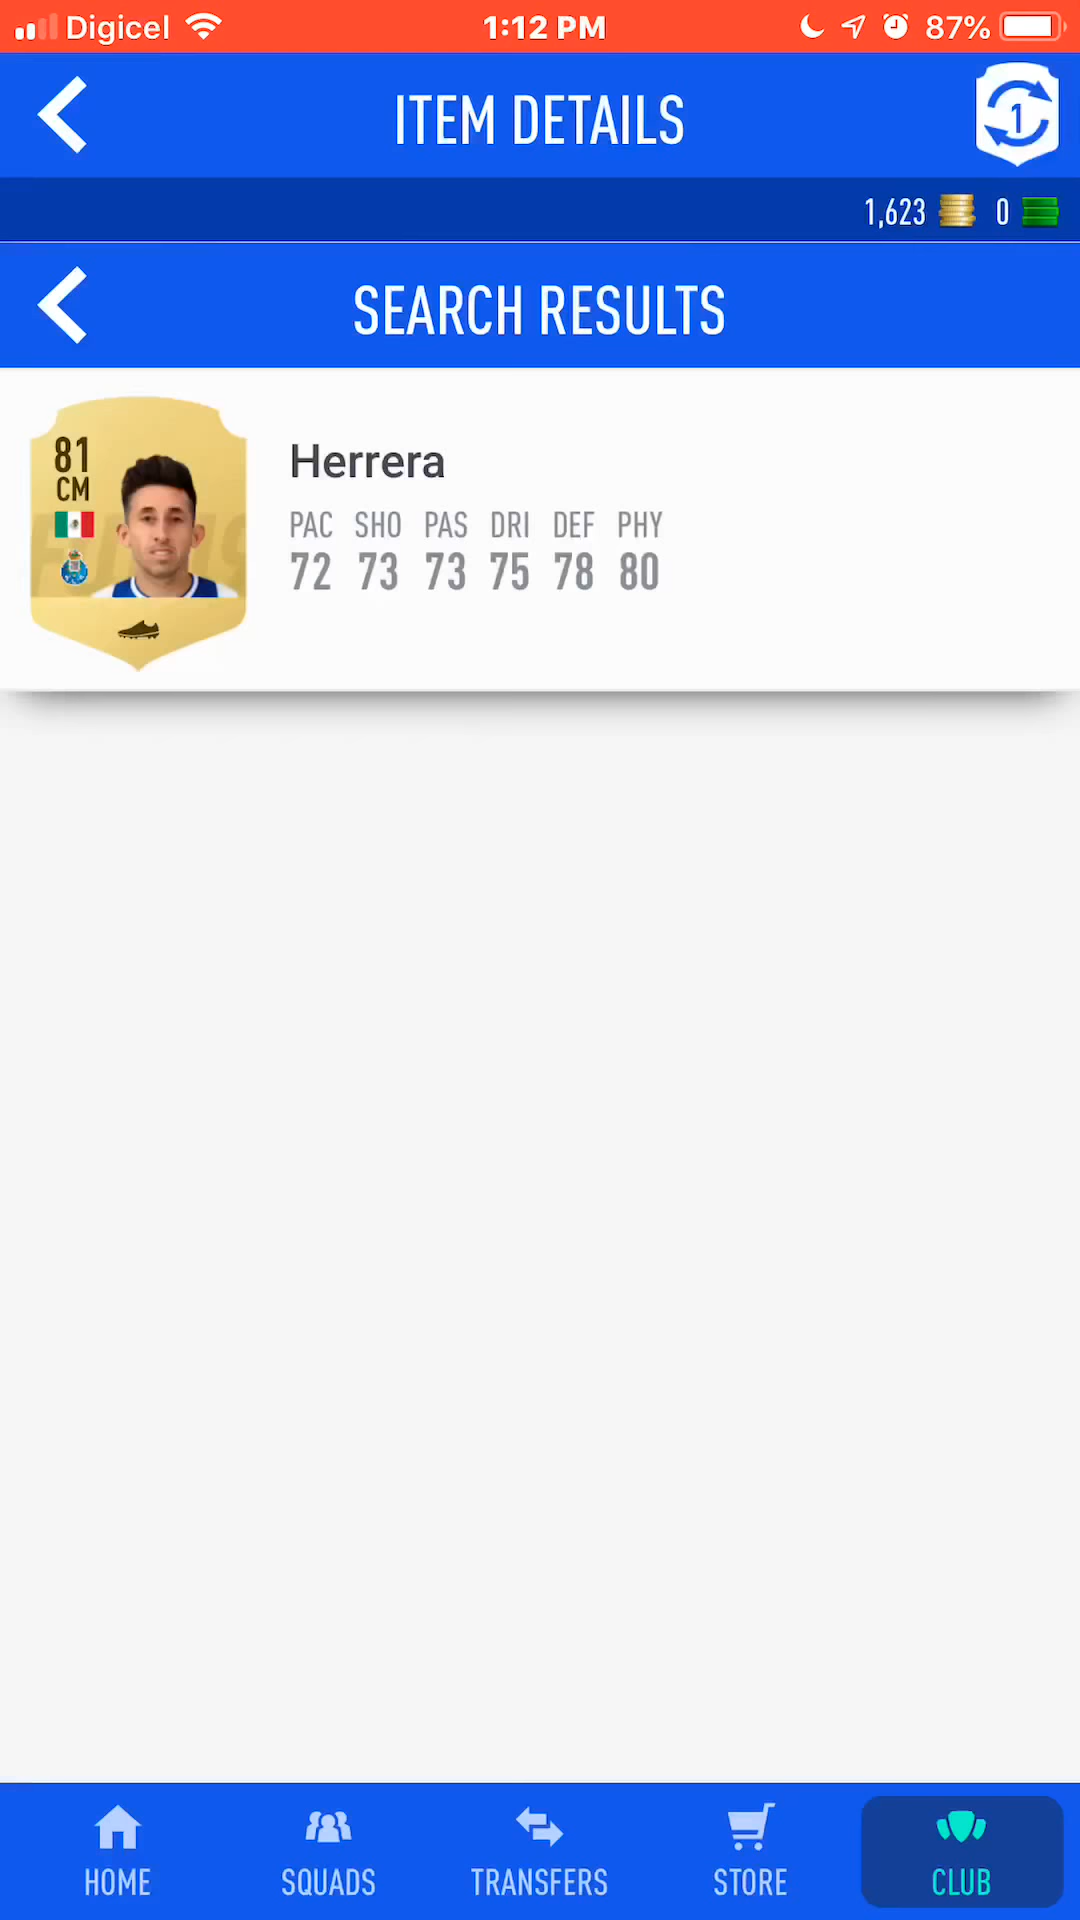 Digicel 1:12 PM 87%
ITEM DETAILS
1
1,623 0
SEARCH RESULTS
81
CM
Herrera
PAC SHO PAS DRI DEF PHY
72 73 73 75 78 80
HOME SQUADS TRANSFERS STORE CLUB